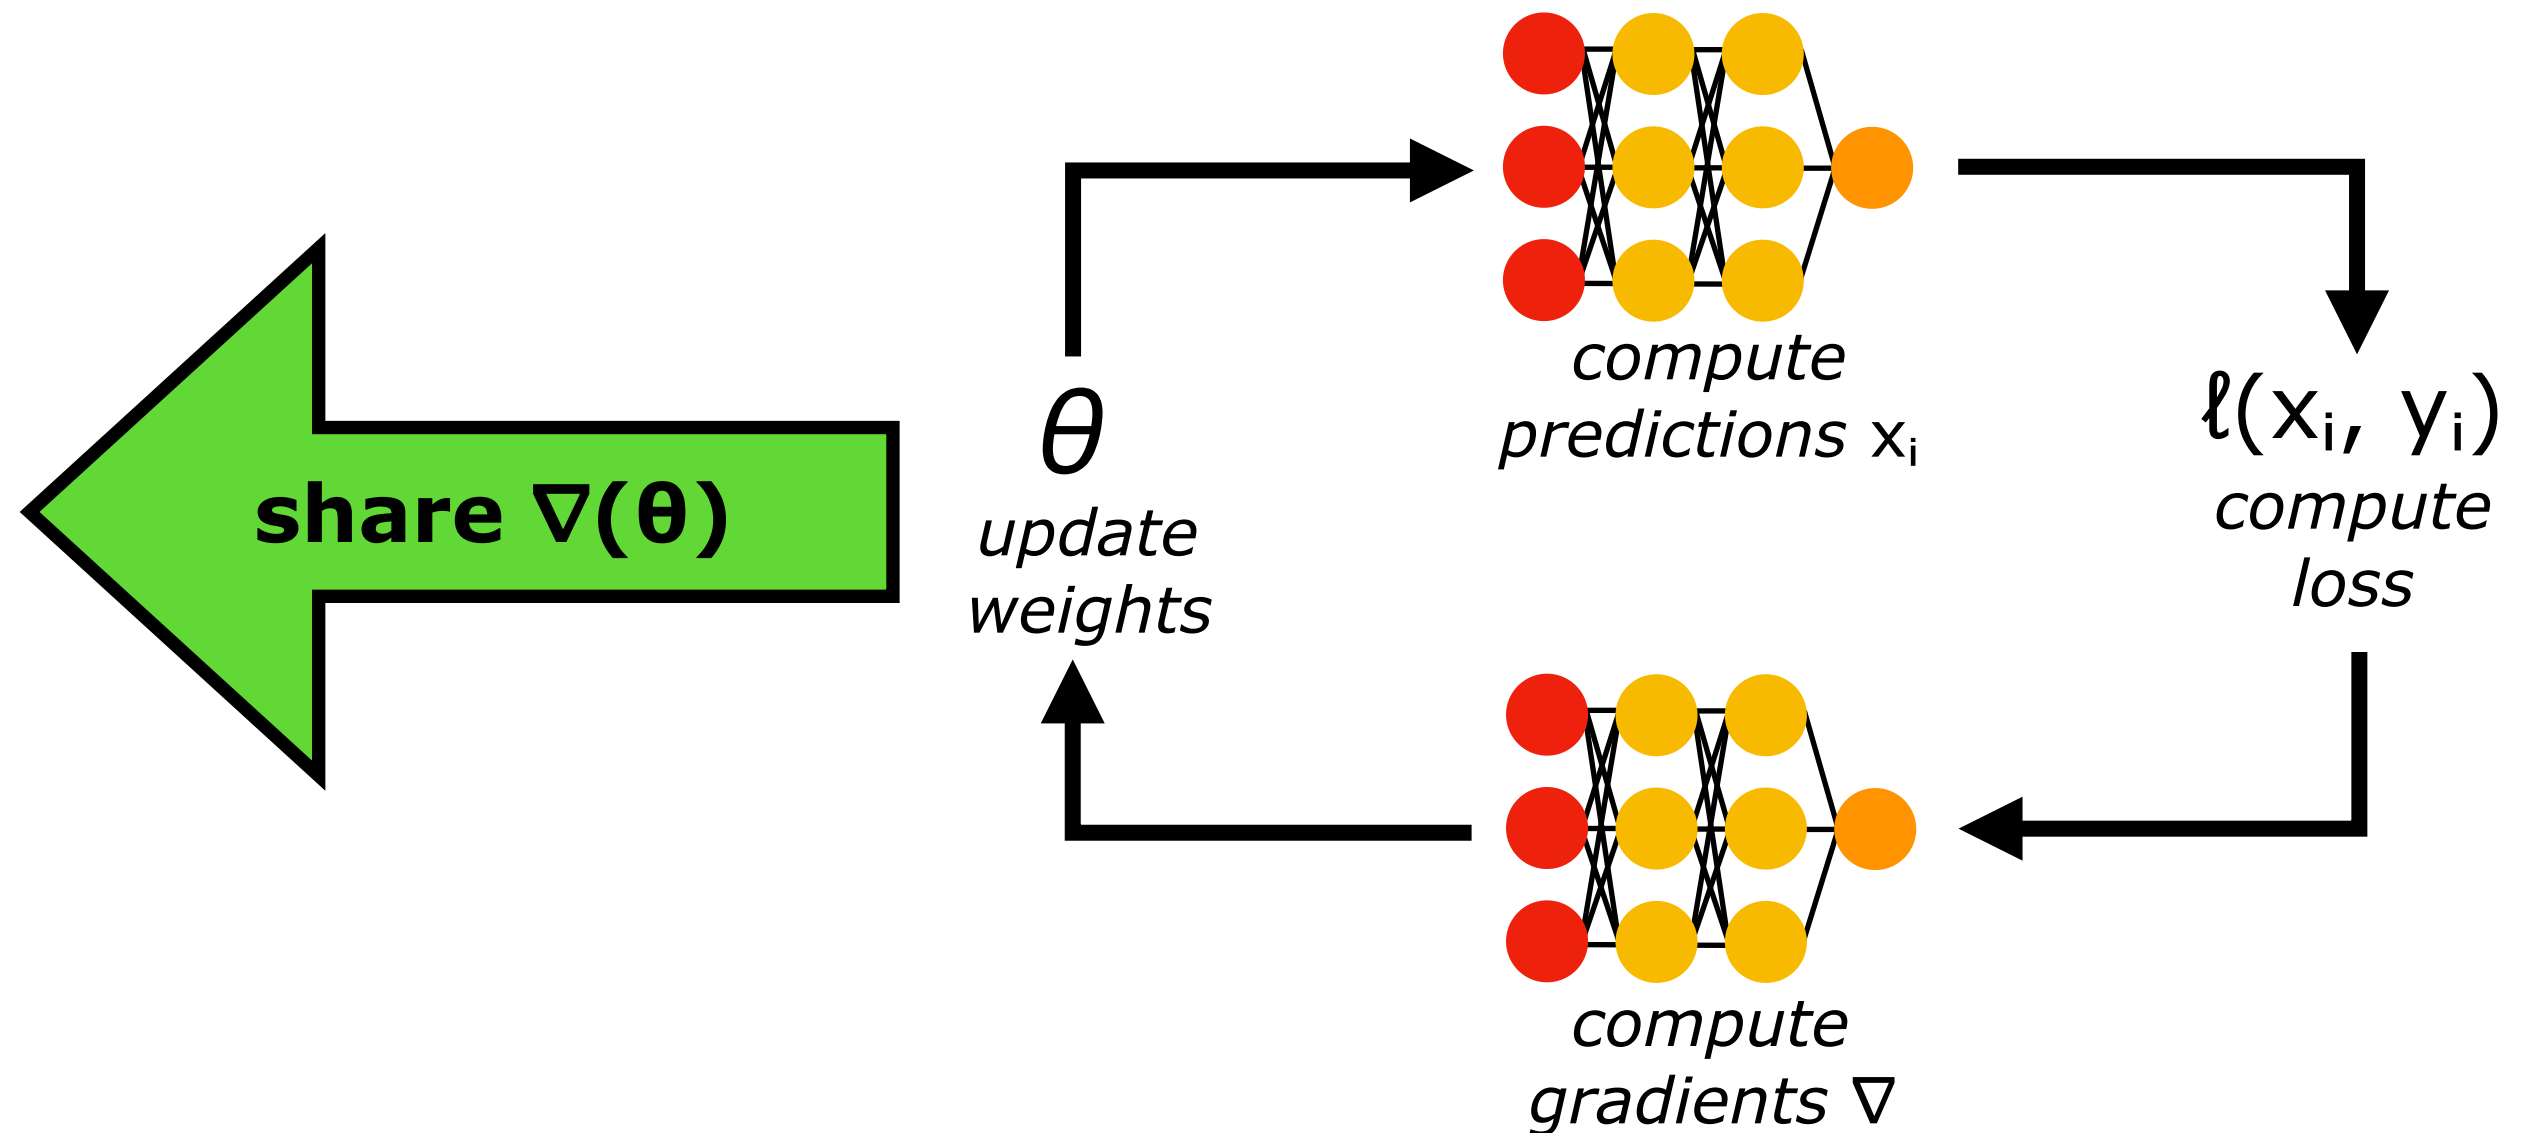 share ∇(θ)
θ
update
weights
compute
predictions xᵢ
ℓ(xᵢ, yᵢ)
compute
loss
compute
gradients ∇